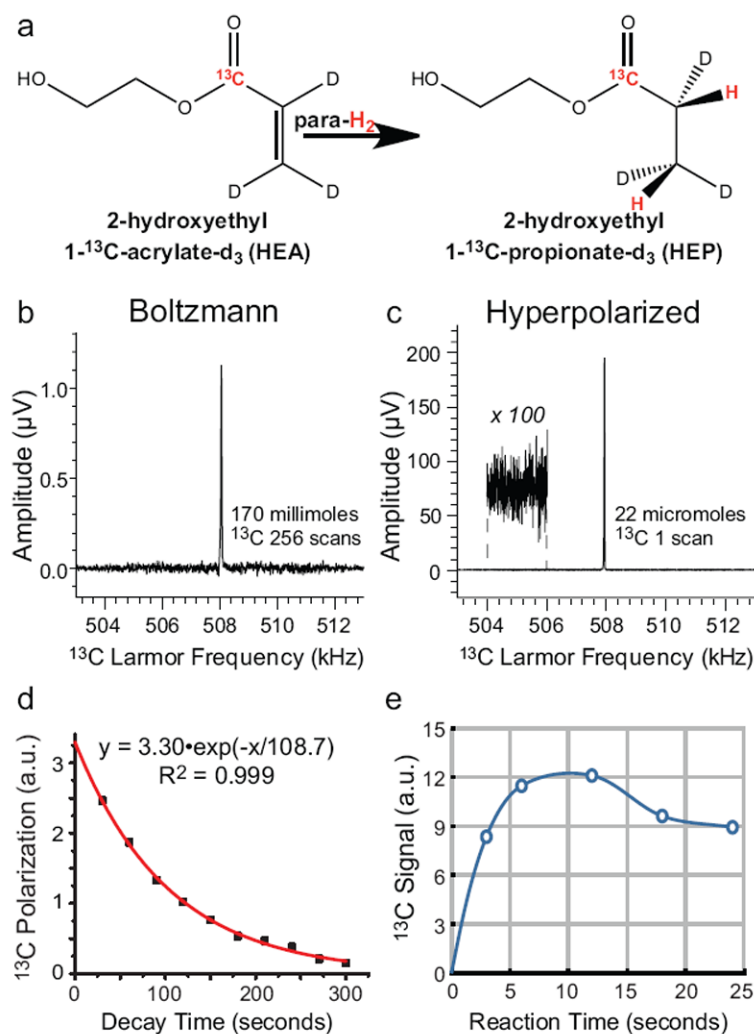 a
O
13C
HO
O
D
D
D
para-H2
O
13C
HO
O
D
H
D
D
H
2-hydroxyethyl
1-13C-acrylate-d3 (HEA)
2-hydroxyethyl
1-13C-propionate-d3 (HEP)
b
Boltzmann
Amplitude (µV)
1.0
0.5
0.0
170 millimoles
13C 256 scans
504 506 508 510 512
13C Larmor Frequency (kHz)
c
Hyperpolarized
Amplitude (µV)
200
150
100
50
0
x 100
22 micromoles
13C 1 scan
504 506 508 510 512
13C Larmor Frequency (kHz)
d
y = 3.30•exp(-x/108.7)
R2 = 0.999
13C Polarization (a.u.)
3
2
1
0
0 100 200 300
Decay Time (seconds)
e
13C Signal (a.u.)
15
12
9
6
3
0
0 5 10 15 20 25
Reaction Time (seconds)